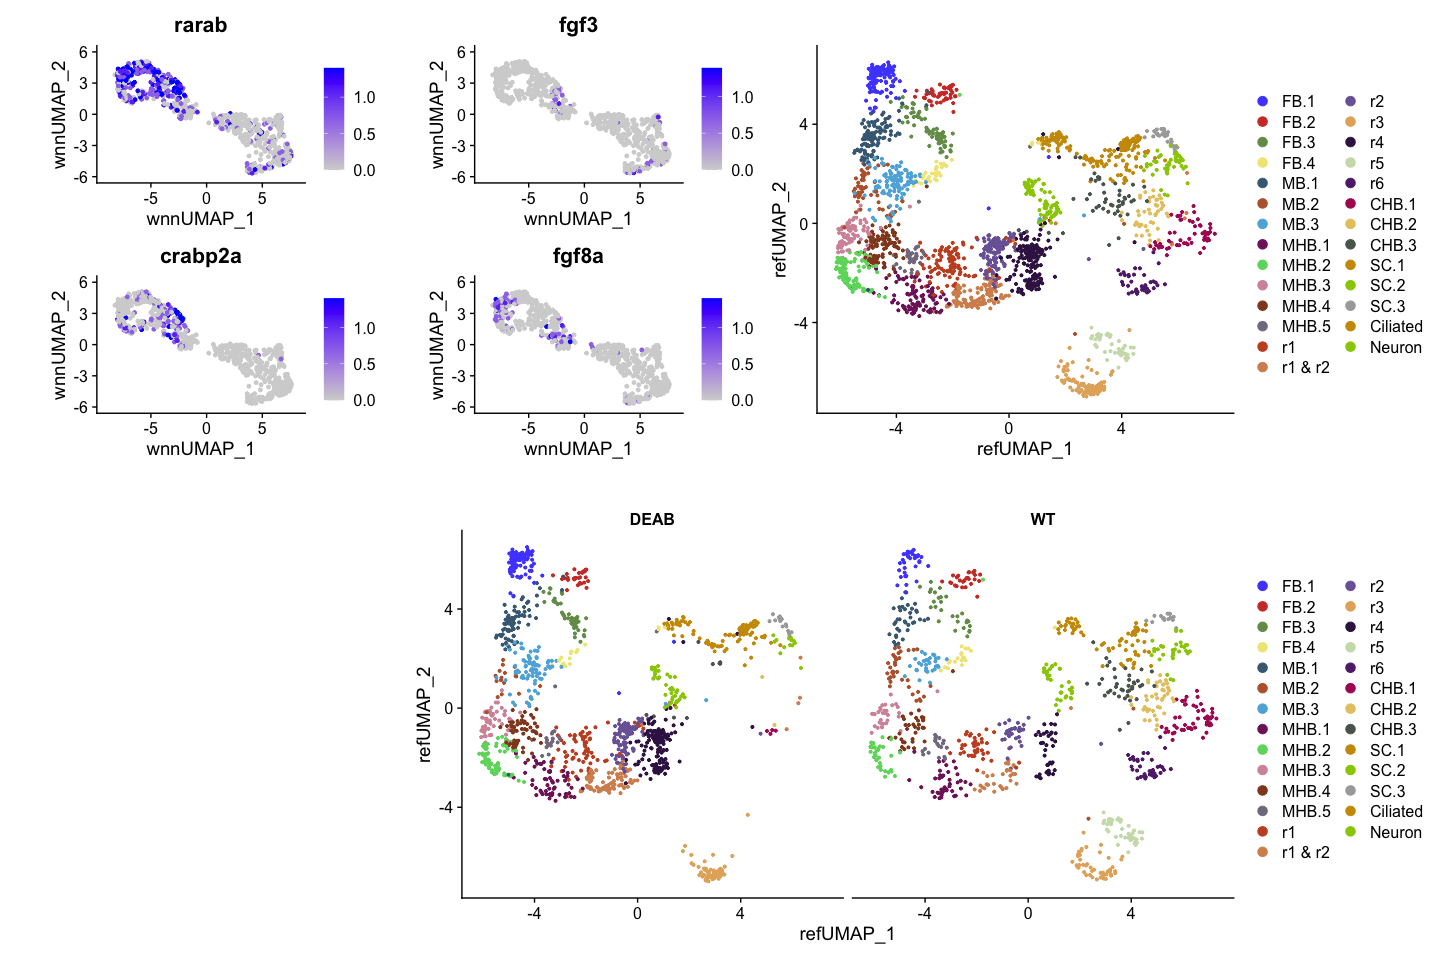 rarab
6
3
0
-3
-6
wnnUMAP_2
-5
0
5
wnnUMAP_1
1.0
0.5
0.0
fgf3
6
3
0
-3
-6
wnnUMAP_2
-5
0
5
wnnUMAP_1
1.0
0.5
0.0
crabp2a
6
3
0
-3
-6
wnnUMAP_2
-5
0
5
wnnUMAP_1
1.0
0.5
0.0
fgf8a
6
3
0
-3
-6
wnnUMAP_2
-5
0
5
wnnUMAP_1
1.0
0.5
0.0
4
0
-4
refUMAP_2
-4
0
4
refUMAP_1
FB.1
FB.2
FB.3
FB.4
MB.1
MB.2
MB.3
MHB.1
MHB.2
MHB.3
MHB.4
MHB.5
r1
r1 & r2
r2
r3
r4
r5
r6
CHB.1
CHB.2
CHB.3
SC.1
SC.2
SC.3
Ciliated
Neuron
DEAB
WT
4
0
-4
refUMAP_2
-4
0
4
-4
0
4
refUMAP_1
FB.1
FB.2
FB.3
FB.4
MB.1
MB.2
MB.3
MHB.1
MHB.2
MHB.3
MHB.4
MHB.5
r1
r1 & r2
r2
r3
r4
r5
r6
CHB.1
CHB.2
CHB.3
SC.1
SC.2
SC.3
Ciliated
Neuron